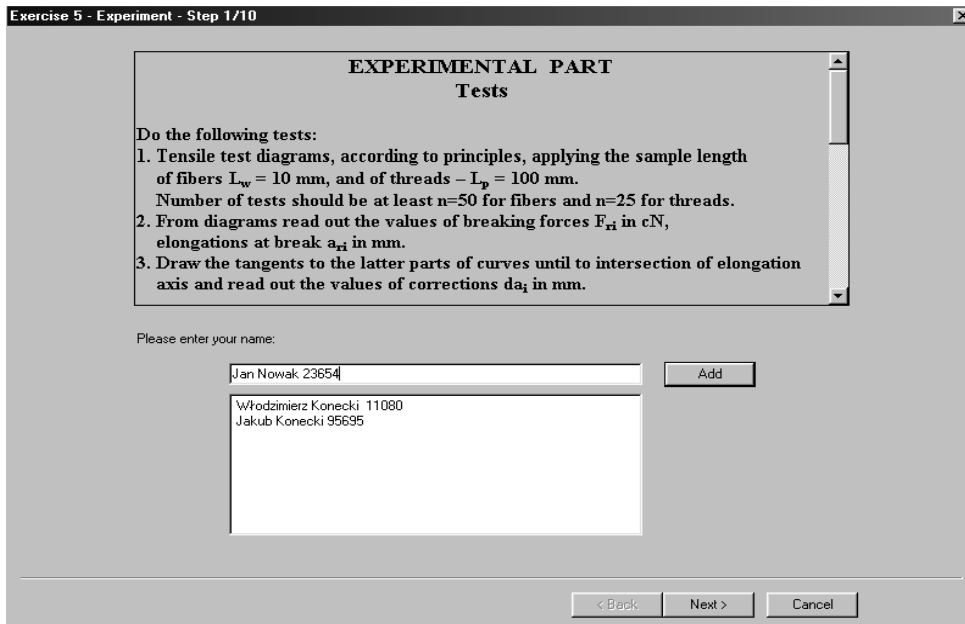 Exercise 5 - Experiment - Step 1/10
EXPERIMENTAL PART
Tests
Do the following tests:
1. Tensile test diagrams, according to principles, applying the sample length
of fibers Lw = 10 mm, and of threads – Lp = 100 mm.
Number of tests should be at least n=50 for fibers and n=25 for threads.
2. From diagrams read out the values of breaking forces Fri in cN,
elongations at break ari in mm.
3. Draw the tangents to the latter parts of curves until to intersection of elongation
axis and read out the values of corrections dai in mm.
Please enter your name:
Jan Nowak 23654
Add
Włodzimierz Konecki 11080
Jakub Konecki 95695
< Back
Next >
Cancel